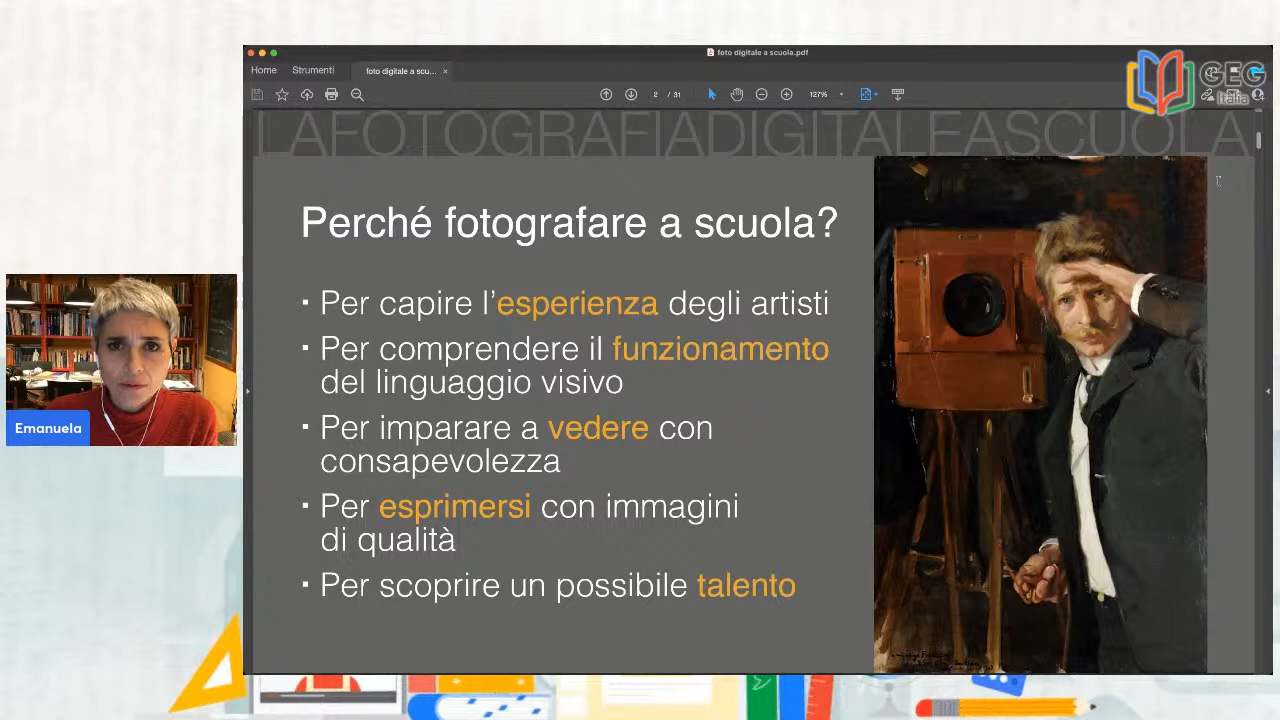 foto digitale a scuola.pdf
Home Strumenti foto digitale a scu... ×
2 / 31 127%
GEG
Italia
LAFOTOGRAFIADIGITALEASCUOLA
Perché fotografare a scuola?
▪ Per capire l'esperienza degli artisti
▪ Per comprendere il funzionamento
del linguaggio visivo
▪ Per imparare a vedere con
consapevolezza
▪ Per esprimersi con immagini
di qualità
▪ Per scoprire un possibile talento
Emanuela